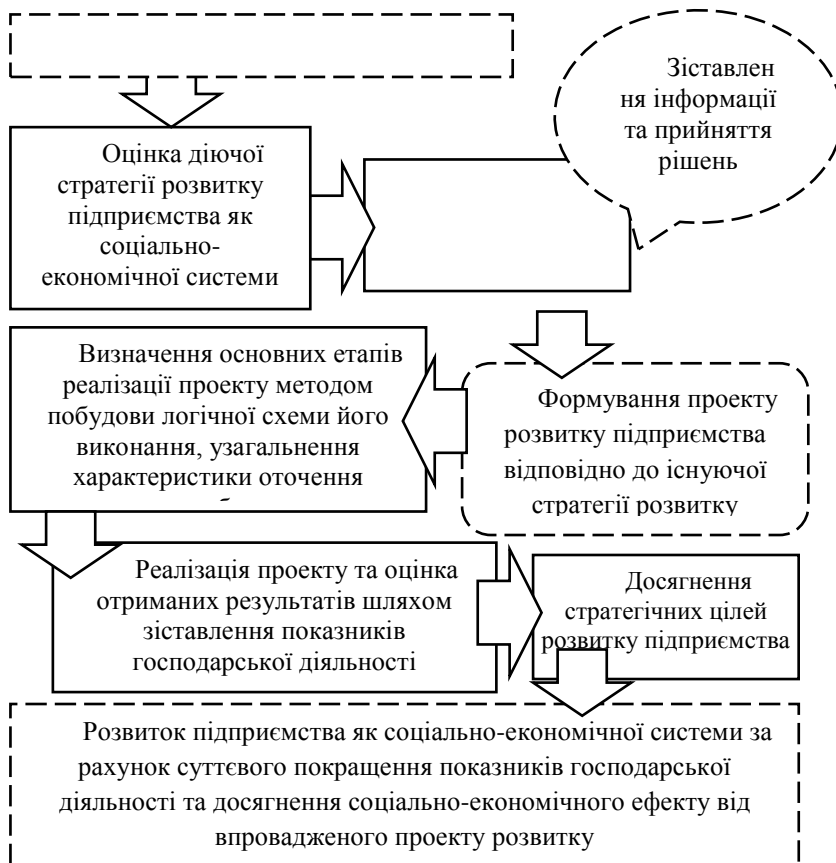 Зіставлен
ня інформації
та прийняття
рішень
Оцінка діючої
стратегії розвитку
підприємства як
соціально-
економічної системи
Визначення основних етапів
реалізації проекту методом
побудови логічної схеми його
виконання, узагальнення
характеристики оточення
Формування проекту
розвитку підприємства
відповідно до існуючої
стратегії розвитку
Реалізація проекту та оцінка
отриманих результатів шляхом
зіставлення показників
господарської діяльності
Досягнення
стратегічних цілей
розвитку підприємства
Розвиток підприємства як соціально-економічної системи за
рахунок суттєвого покращення показників господарської
діяльності та досягнення соціально-економічного ефекту від
впровадженого проекту розвитку